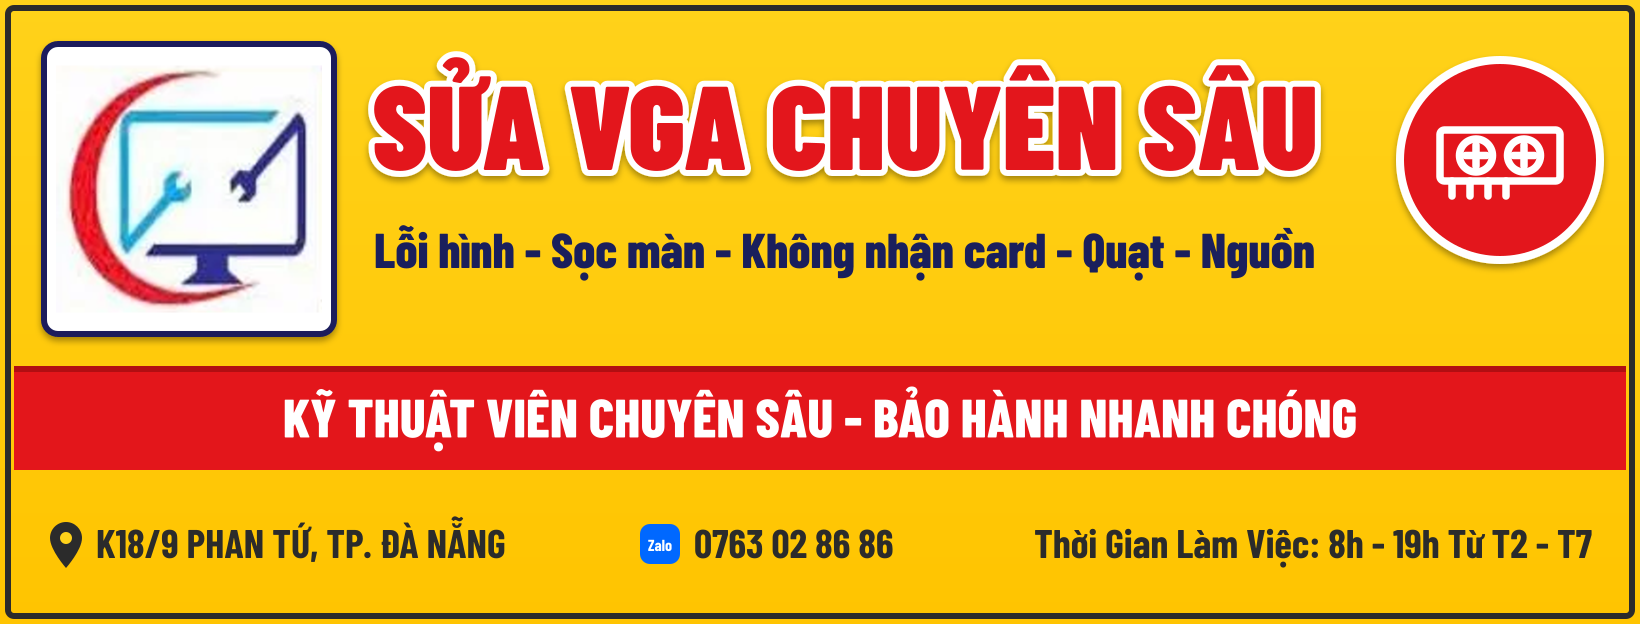 SỬA VGA CHUYÊN SÂU
Lỗi hình - Sọc màn - Không nhận card - Quạt - Nguồn
KỸ THUẬT VIÊN CHUYÊN SÂU - BẢO HÀNH NHANH CHÓNG
K18/9 PHAN TỨ, TP. ĐÀ NẴNG
Zalo 0763 02 86 86
Thời Gian Làm Việc: 8h - 19h Từ T2 - T7